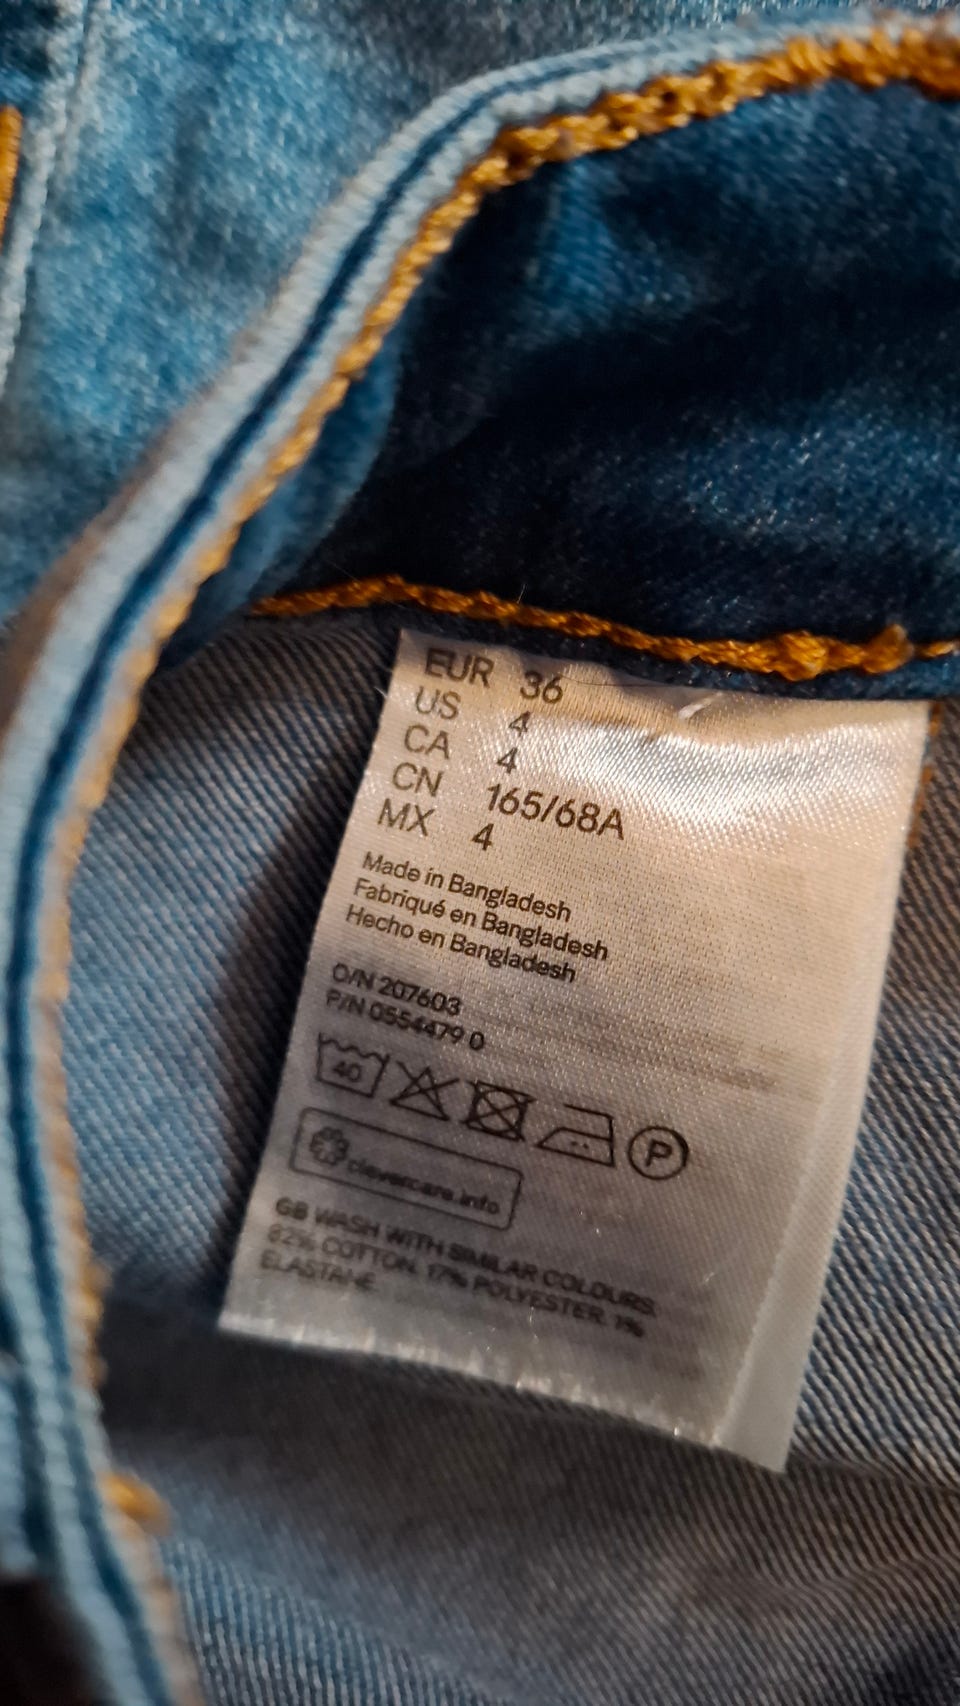 EUR 36
US 4
CA 4
CN 165/68A
MX 4
Made in Bangladesh
Fabriqué en Bangladesh
Hecho en Bangladesh
O/N 207603
P/N 0554479 0
40
P
clevercare.info
GB WASH WITH SIMILAR COLOURS
82% COTTON, 17% POLYESTER, 1%
ELASTANE